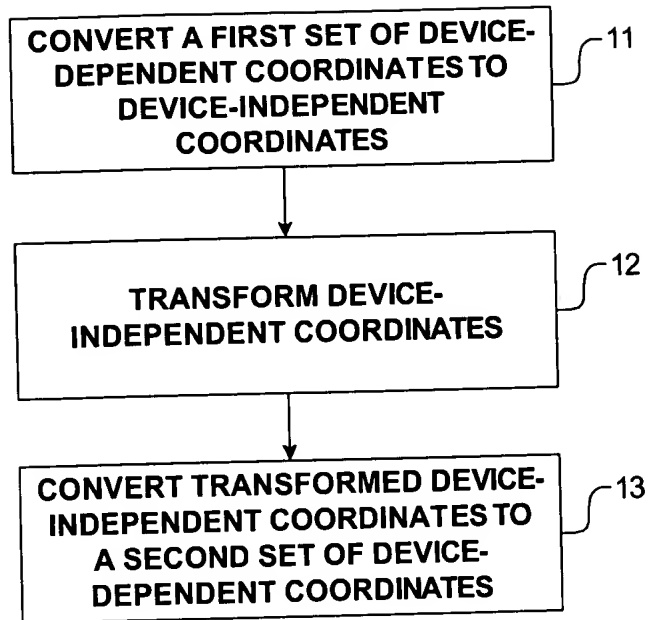 CONVERT A FIRST SET OF DEVICE-
DEPENDENT COORDINATES TO
DEVICE-INDEPENDENT
COORDINATES
11
TRANSFORM DEVICE-
INDEPENDENT COORDINATES
12
CONVERT TRANSFORMED DEVICE-
INDEPENDENT COORDINATES TO
A SECOND SET OF DEVICE-
DEPENDENT COORDINATES
13